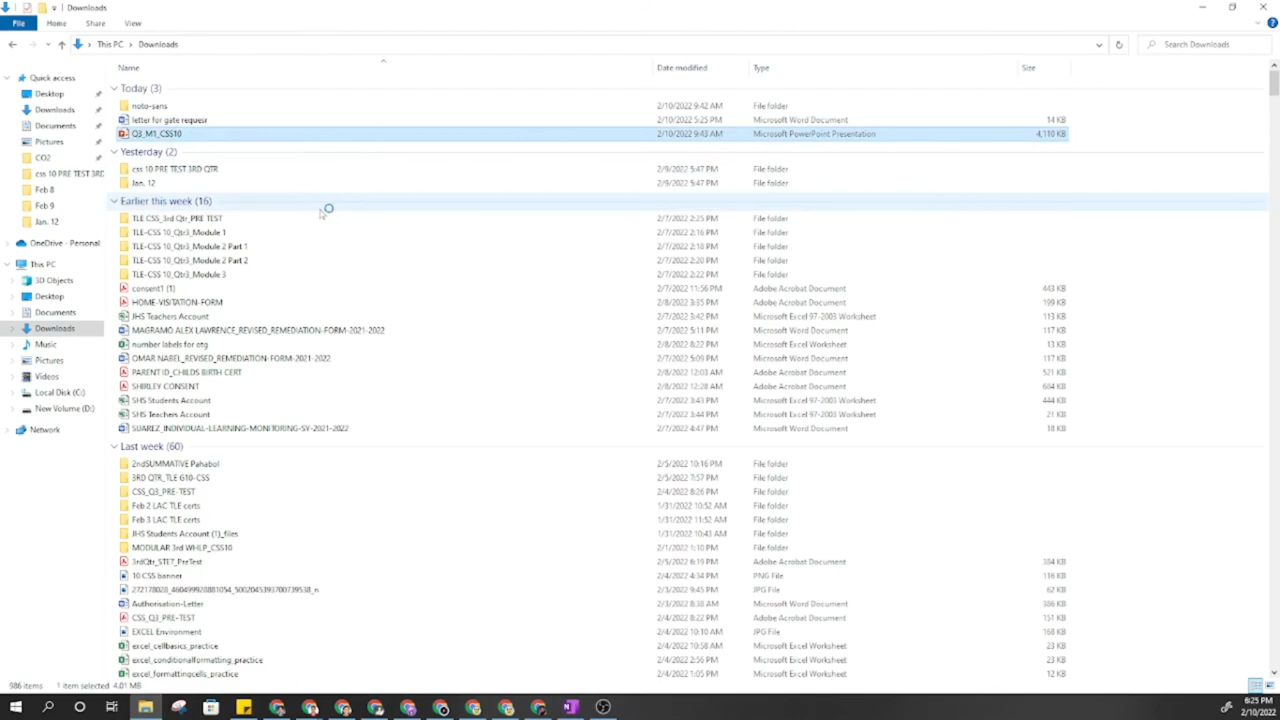 Downloads
File Home Share View
This PC Downloads Search Downloads
Name Date modified Type Size
Quick access
Desktop
Downloads
Documents
Pictures
CO2
css 10 PRE TEST 3RD
Feb 8
Feb 9
Jan. 12
OneDrive - Personal
This PC
3D Objects
Desktop
Documents
Downloads
Music
Pictures
Videos
Local Disk (C:)
New Volume (D:)
Network
Today (3)
noto-sans 2/10/2022 9:42 AM File folder
letter for gate request 2/10/2022 5:25 PM Microsoft Word Document 14 KB
Q3_M1_CSS10 2/10/2022 9:43 AM Microsoft PowerPoint Presentation 4,110 KB
Yesterday (2)
css 10 PRE TEST 3RD QTR 2/9/2022 5:47 PM File folder
Jan. 12 2/9/2022 5:47 PM File folder
Earlier this week (16)
TLE CSS_3rd Qtr_PRE TEST 2/7/2022 2:25 PM File folder
TLE-CSS 10_Qtr3_Module 1 2/7/2022 2:16 PM File folder
TLE-CSS 10_Qtr3_Module 2 Part 1 2/7/2022 2:18 PM File folder
TLE-CSS 10_Qtr3_Module 2 Part 2 2/7/2022 2:20 PM File folder
TLE-CSS 10_Qtr3_Module 3 2/7/2022 2:22 PM File folder
consent1 (1) 2/7/2022 11:56 PM Adobe Acrobat Document 443 KB
HOME-VISITATION-FORM 2/8/2022 3:35 PM Adobe Acrobat Document 199 KB
JHS Teachers Account 2/7/2022 3:42 PM Microsoft Excel 97-2003 Worksheet 113 KB
MAGRAMO ALEX LAWRENCE_REVISED_REMEDIATION-FORM-2021-2022 2/7/2022 5:11 PM Microsoft Word Document 117 KB
number labels for otg 2/8/2022 8:22 PM Microsoft Excel Worksheet 13 KB
OMAR NABEL_REVISED_REMEDIATION-FORM-2021-2022 2/7/2022 5:09 PM Microsoft Word Document 117 KB
PARENT ID_CHILDS BIRTH CERT 2/8/2022 12:03 AM Adobe Acrobat Document 521 KB
SHIRLEY CONSENT 2/8/2022 12:28 AM Adobe Acrobat Document 684 KB
SHS Students Account 2/7/2022 3:43 PM Microsoft Excel 97-2003 Worksheet 444 KB
SHS Teachers Account 2/7/2022 3:44 PM Microsoft Excel 97-2003 Worksheet 21 KB
SUAREZ_INDIVIDUAL-LEARNING-MONITORING-SY-2021-2022 2/7/2022 4:47 PM Microsoft Word Document 18 KB
Last week (60)
2ndSUMMATIVE Pahabol 2/5/2022 10:16 PM File folder
3RD QTR_TLE G10-CSS 2/5/2022 7:57 PM File folder
CSS_Q3_PRE-TEST 2/4/2022 8:26 PM File folder
Feb 2 LAC TLE certs 1/31/2022 10:52 AM File folder
Feb 3 LAC TLE certs 1/31/2022 11:52 AM File folder
JHS Students Account (1)_files 1/31/2022 10:43 AM File folder
MODULAR 3rd WHLP_CSS10 2/1/2022 1:10 PM File folder
3rdQtr_STE7_PreTest 2/5/2022 6:19 PM Adobe Acrobat Document 384 KB
10 CSS banner 2/4/2022 4:34 PM PNG File 116 KB
2/3/2022 9:45 PM JPG File 62 KB
Authorisation-Letter 2/3/2022 8:38 AM Microsoft Word Document 386 KB
CSS_Q3_PRE-TEST 2/4/2022 8:22 PM Adobe Acrobat Document 151 KB
EXCEL Environment 2/4/2022 10:10 AM JPG File 168 KB
excel_cellbasics_practice 2/4/2022 10:58 AM Microsoft Excel Worksheet 23 KB
excel_conditionalformatting_practice 2/4/2022 2:56 PM Microsoft Excel Worksheet 23 KB
excel_formattingcells_practice 2/4/2022 1:05 PM Microsoft Excel Worksheet 12 KB
986 items 1 item selected 4.01 MB
6:25 PM
2/10/2022